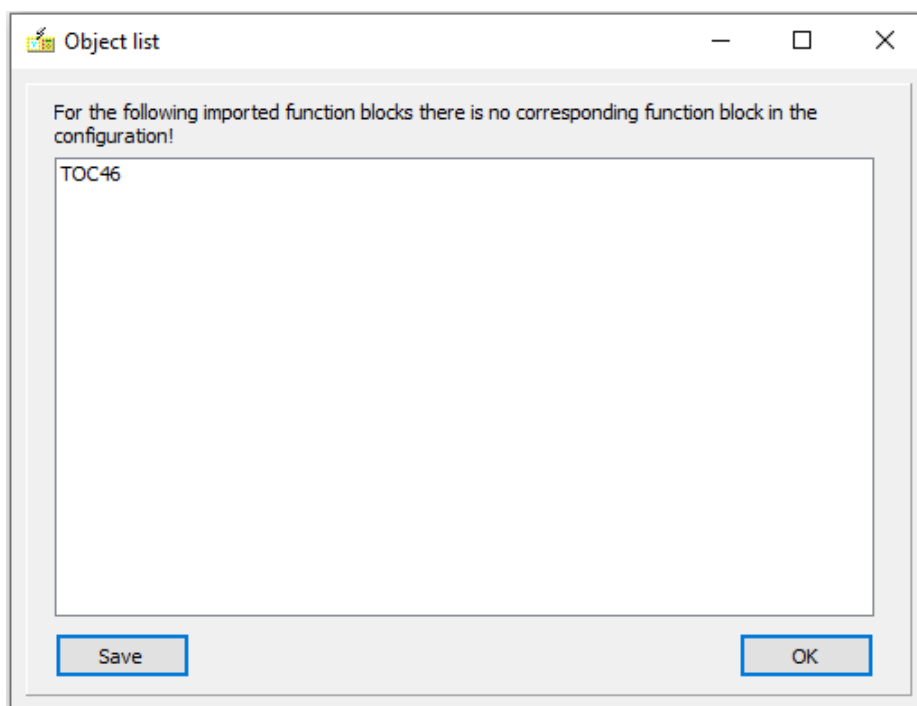 Object list
For the following imported function blocks there is no corresponding function block in the
configuration!
TOC46
Save
OK